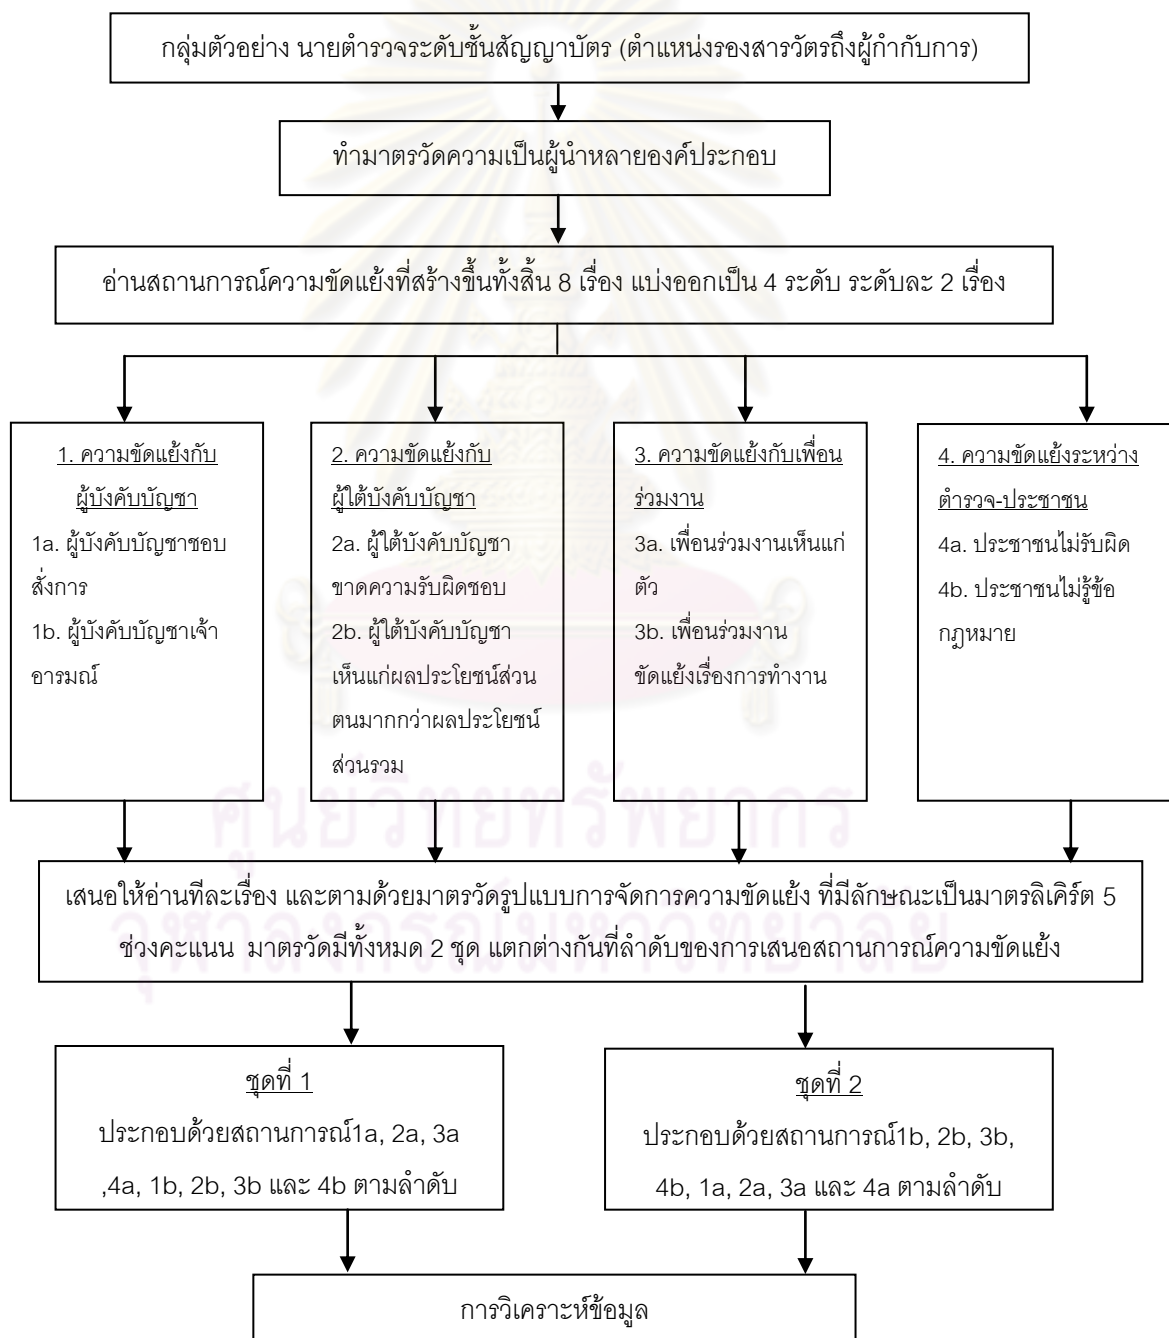 กลุ่มตัวอย่าง นายตำรวจระดับชั้นสัญญาบัตร (ตำแหน่งรองสารวัตรถึงผู้กำกับการ)
ทำมาตรวัดความเป็นผู้นำหลายองค์ประกอบ
อ่านสถานการณ์ความขัดแย้งที่สร้างขึ้นทั้งสิ้น 8 เรื่อง แบ่งออกเป็น 4 ระดับ ระดับละ 2 เรื่อง
1. ความขัดแย้งกับ
ผู้บังคับบัญชา
1a. ผู้บังคับบัญชาชอบ
สั่งการ
1b. ผู้บังคับบัญชาเจ้า
อารมณ์
2. ความขัดแย้งกับ
ผู้ใต้บังคับบัญชา
2a. ผู้ใต้บังคับบัญชา
ขาดความรับผิดชอบ
2b. ผู้ใต้บังคับบัญชา
เห็นแก่ผลประโยชน์ส่วน
ตนมากกว่าผลประโยชน์
ส่วนรวม
3. ความขัดแย้งกับเพื่อน
ร่วมงาน
3a. เพื่อนร่วมงานเห็นแก่
ตัว
3b. เพื่อนร่วมงาน
ขัดแย้งเรื่องการทำงาน
4. ความขัดแย้งระหว่าง
ตำรวจ-ประชาชน
4a. ประชาชนไม่รับผิด
4b. ประชาชนไม่รู้ข้อ
กฎหมาย
ศูนย์วิทยทรัพยากร
เสนอให้อ่านทีละเรื่อง และตามด้วยมาตรวัดรูปแบบการจัดการความขัดแย้ง ที่มีลักษณะเป็นมาตรลิเคิร์ต 5
ช่วงคะแนน มาตรวัดมีทั้งหมด 2 ชุด แตกต่างกันที่ลำดับของการเสนอสถานการณ์ความขัดแย้ง
จุฬาลงกรณ์มหาวิทยาลัย
ชุดที่ 1
ประกอบด้วยสถานการณ์1a, 2a, 3a
,4a, 1b, 2b, 3b และ 4b ตามลำดับ
ชุดที่ 2
ประกอบด้วยสถานการณ์1b, 2b, 3b,
4b, 1a, 2a, 3a และ 4a ตามลำดับ
การวิเคราะห์ข้อมูล